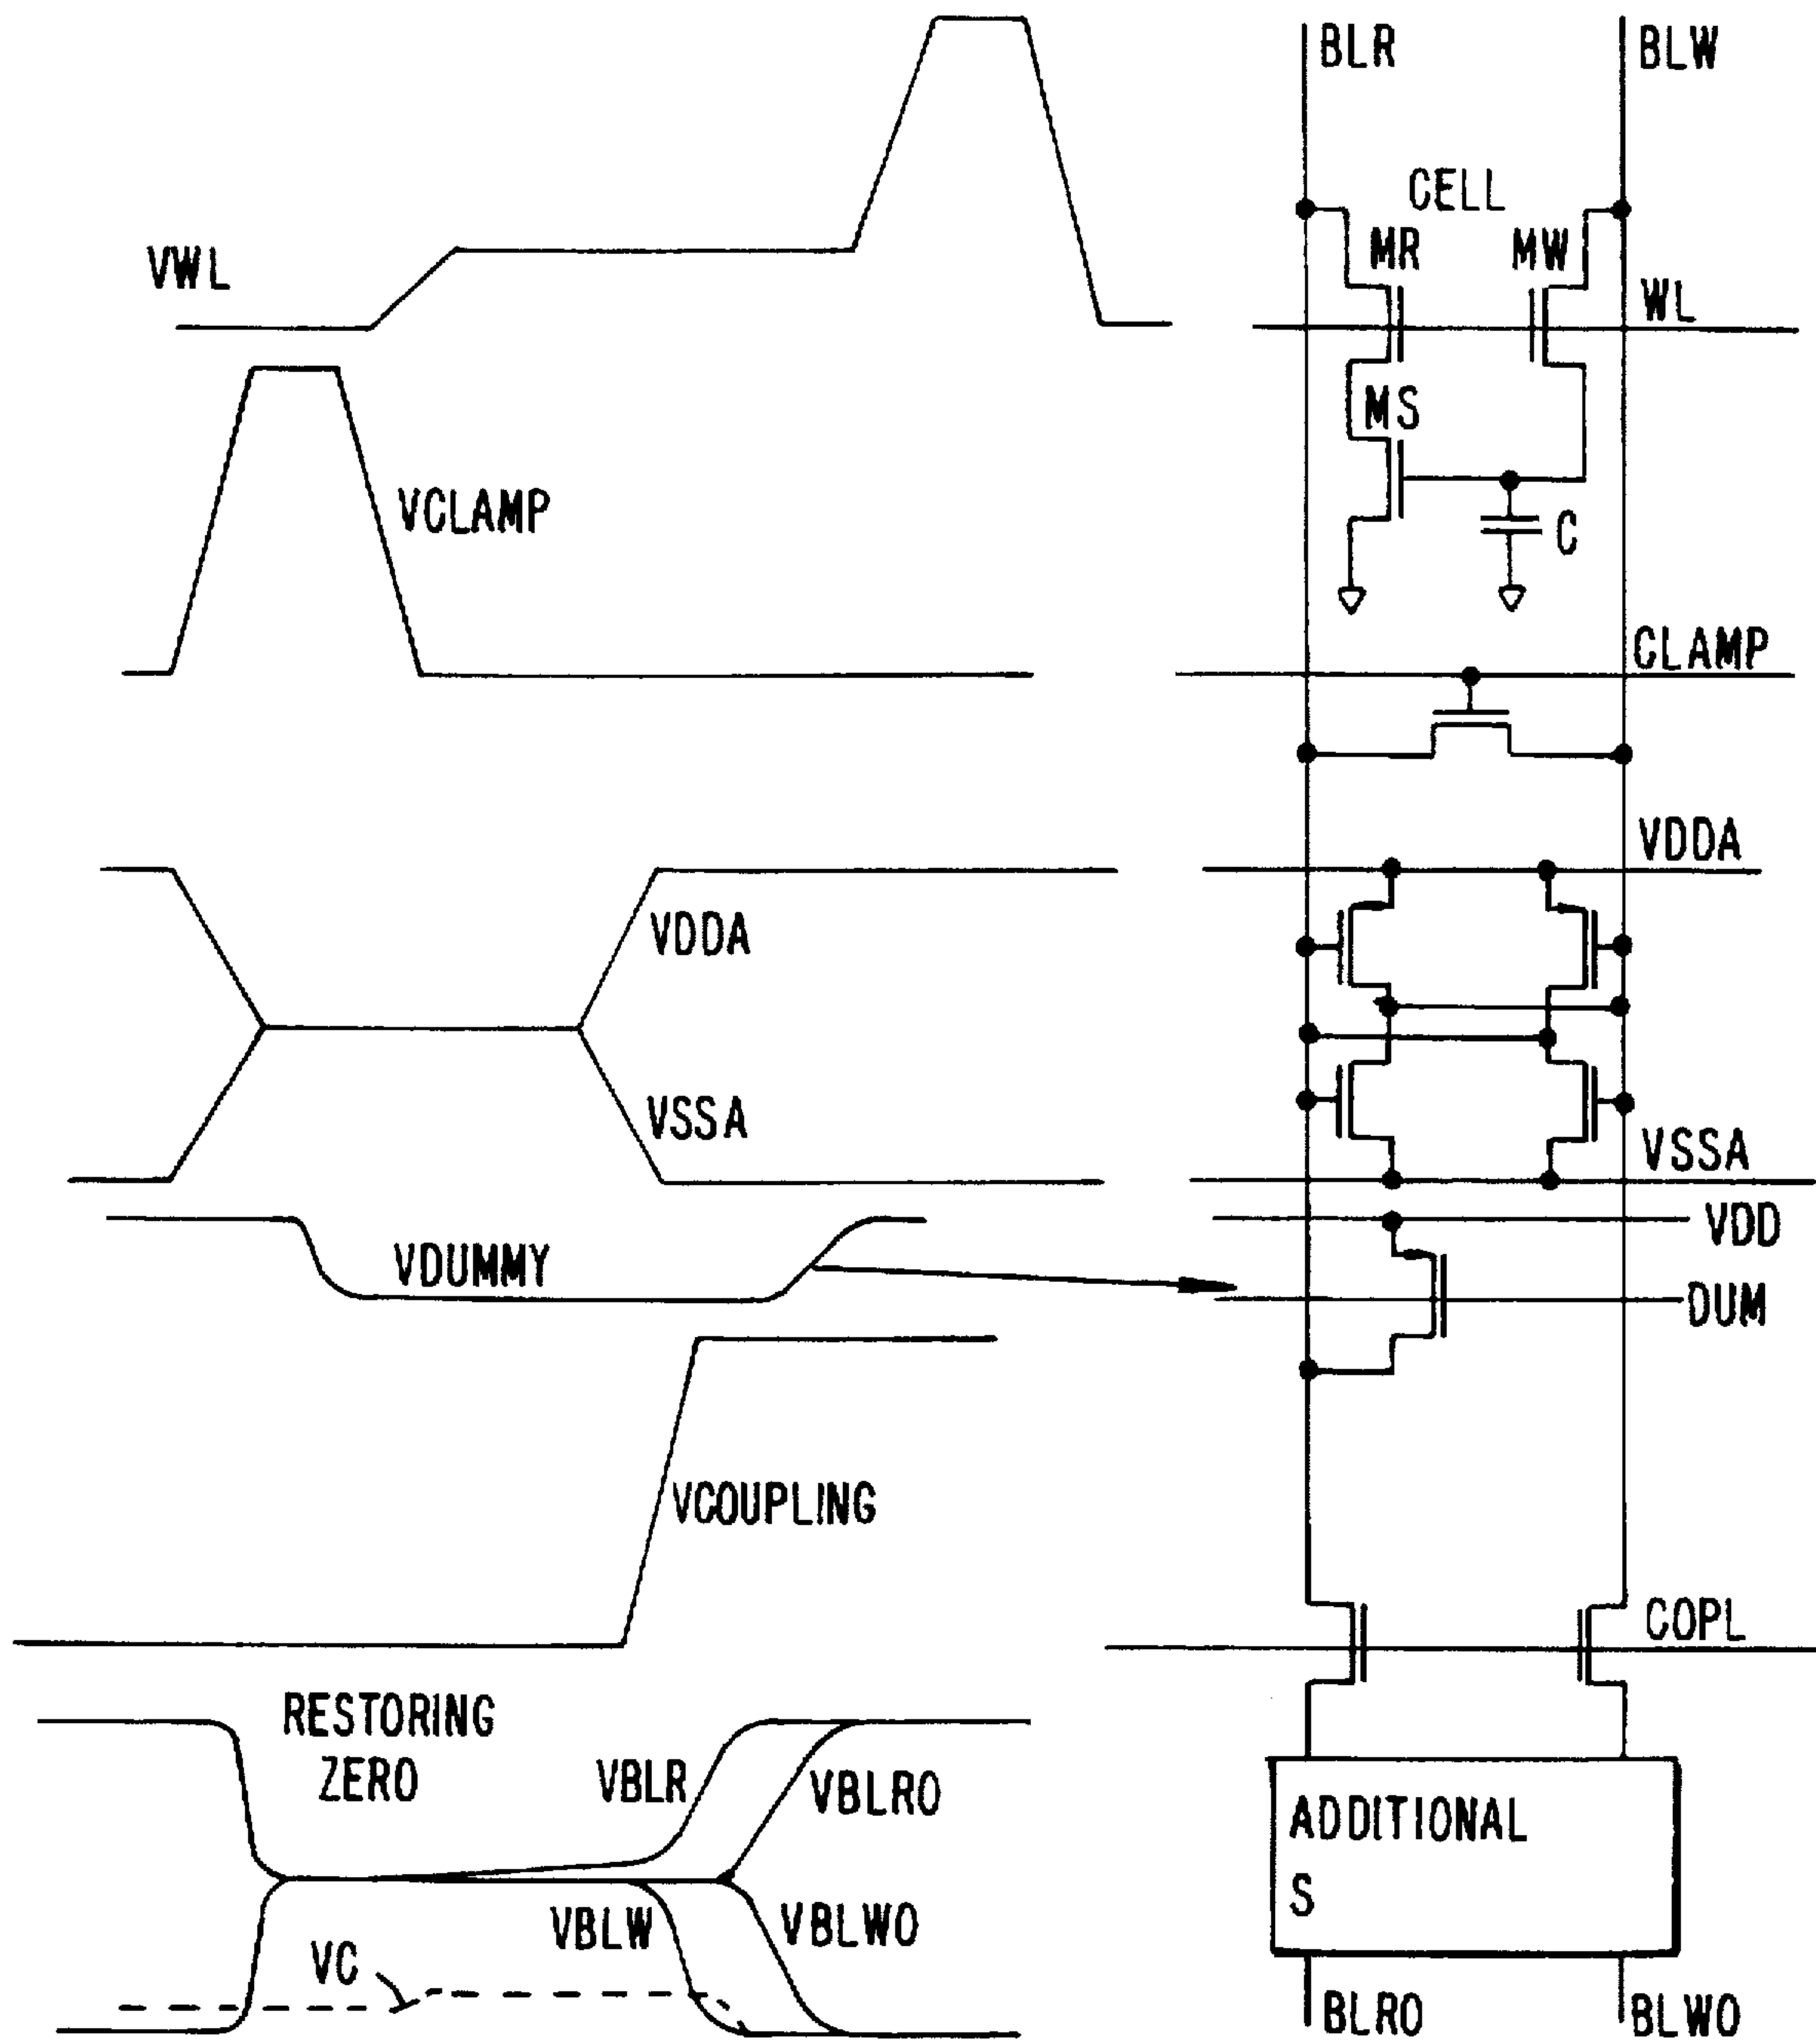 BLR
BLW
CELL
VWL
MR
MW
WL
MS
VCLAMP
C
CLAMP
VDDA
VDDA
VSSA
VSSA
VDD
VDUMMY
DUM
VCOUPLING
COPL
RESTORING
ZERO
VBLR
VBLRO
ADDITIONAL
S
VBLW
VBLWO
VC
BLRO
BLWO